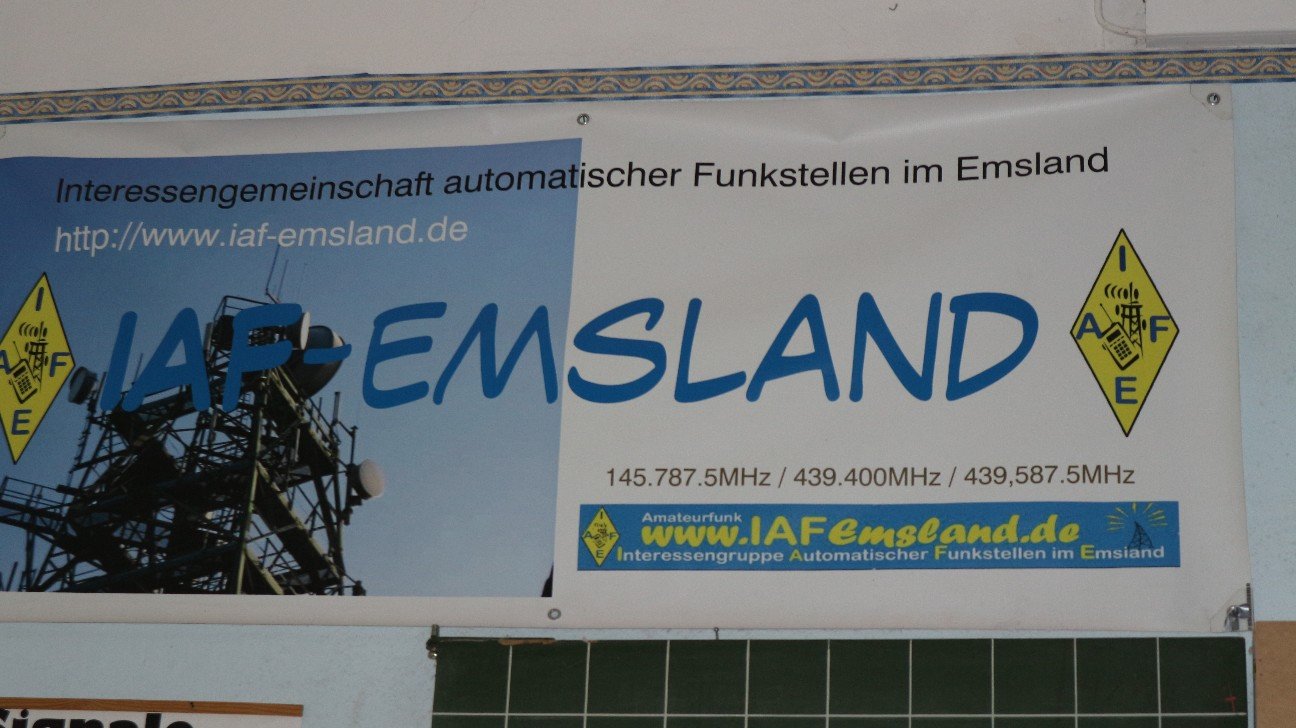 Interessengemeinschaft automatischer Funkstellen im Emsland
http://www.iaf-emsland.de
I
A F
E
IAF-EMSLAND
I
A F
E
145.787.5MHz / 439.400MHz / 439,587.5MHz
I
A F
E
Amateurfunk
www.IAFEmsland.de
Interessengruppe Automatischer Funkstellen im Emsland
Signale